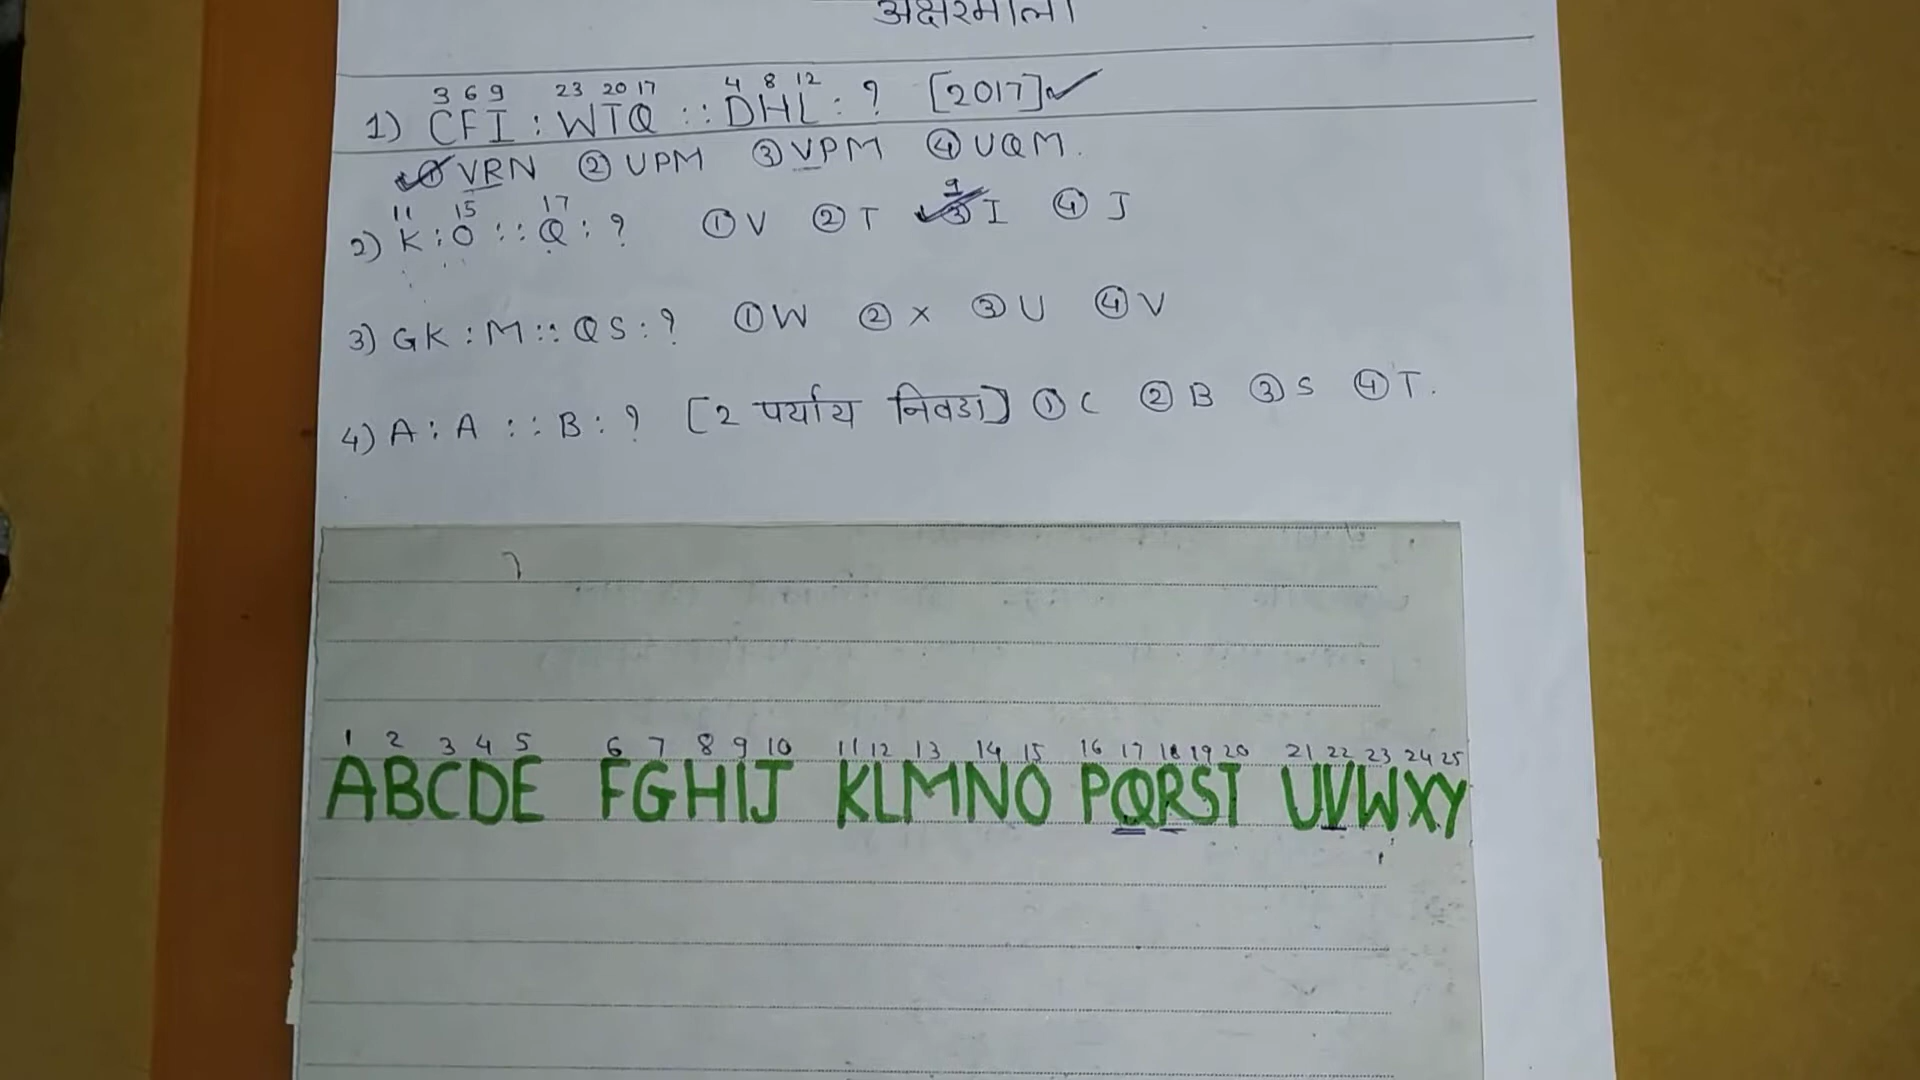 अक्षरमाला
3 6 9 23 20 17 4 8 12
1) CFI : WTQ :: DHL : ? [2017] ✓
① VRN ② UPM ③ VPM ④ UQM.
11 15 17 9
2) K : O :: Q : ? ① V ② T ③ I ④ J
3) GK : M :: QS : ? ① W ② X ③ U ④ V
4) A : A :: B : ? [2 पर्याय निवडा] ① C ② B ③ S ④ T.
1 2 3 4 5 6 7 8 9 10 11 12 13 14 15 16 17 18 19 20 21 22 23 24 25
ABCDE FGHIJ KLMNO PQRST UVWXY